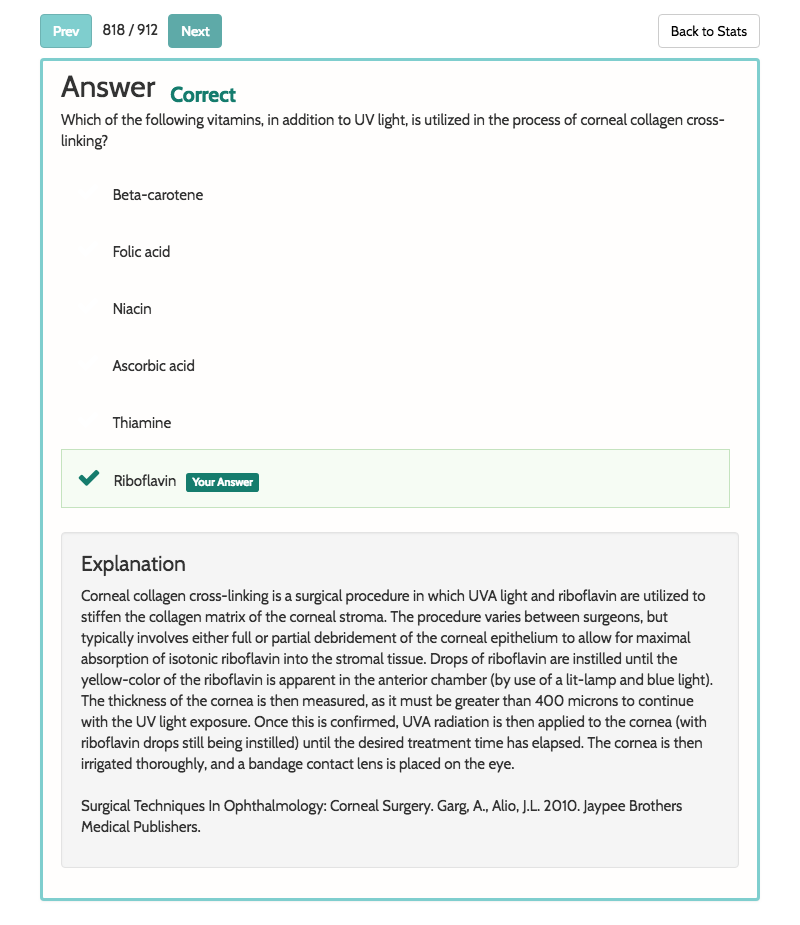 Prev 818 / 912 Next Back to Stats
Answer Correct
Which of the following vitamins, in addition to UV light, is utilized in the process of corneal collagen cross-
linking?
Beta-carotene
Folic acid
Niacin
Ascorbic acid
Thiamine
Riboflavin Your Answer
Explanation
Corneal collagen cross-linking is a surgical procedure in which UVA light and riboflavin are utilized to
stiffen the collagen matrix of the corneal stroma. The procedure varies between surgeons, but
typically involves either full or partial debridement of the corneal epithelium to allow for maximal
absorption of isotonic riboflavin into the stromal tissue. Drops of riboflavin are instilled until the
yellow-color of the riboflavin is apparent in the anterior chamber (by use of a lit-lamp and blue light).
The thickness of the cornea is then measured, as it must be greater than 400 microns to continue
with the UV light exposure. Once this is confirmed, UVA radiation is then applied to the cornea (with
riboflavin drops still being instilled) until the desired treatment time has elapsed. The cornea is then
irrigated thoroughly, and a bandage contact lens is placed on the eye.
Surgical Techniques In Ophthalmology: Corneal Surgery. Garg, A., Alio, J.L. 2010. Jaypee Brothers
Medical Publishers.